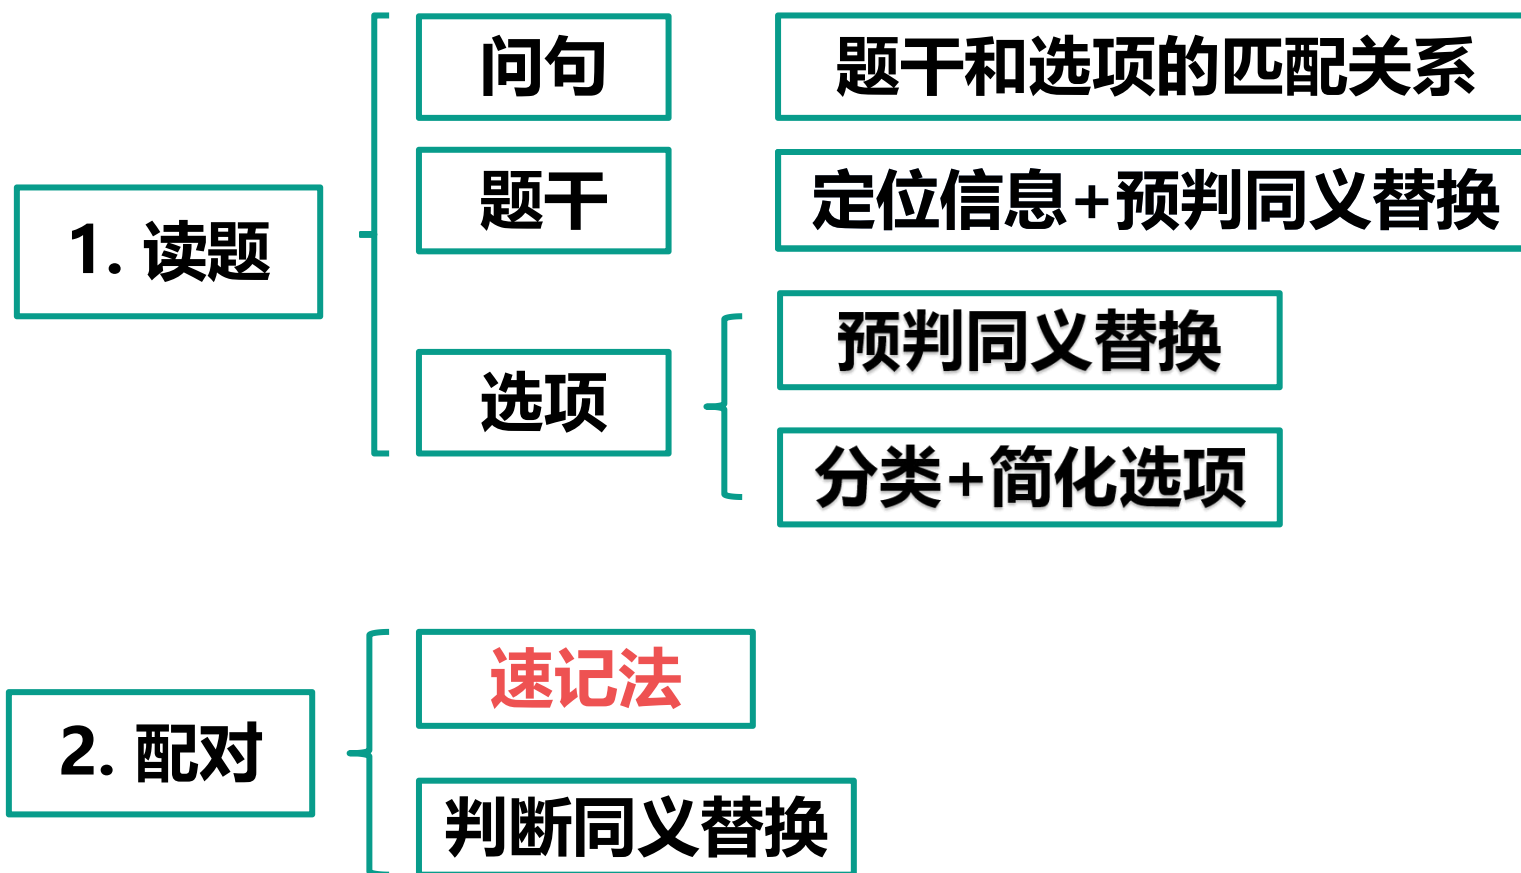 1. 读题
问句
题干和选项的匹配关系
题干
定位信息+预判同义替换
选项
预判同义替换
分类+简化选项
2. 配对
速记法
判断同义替换